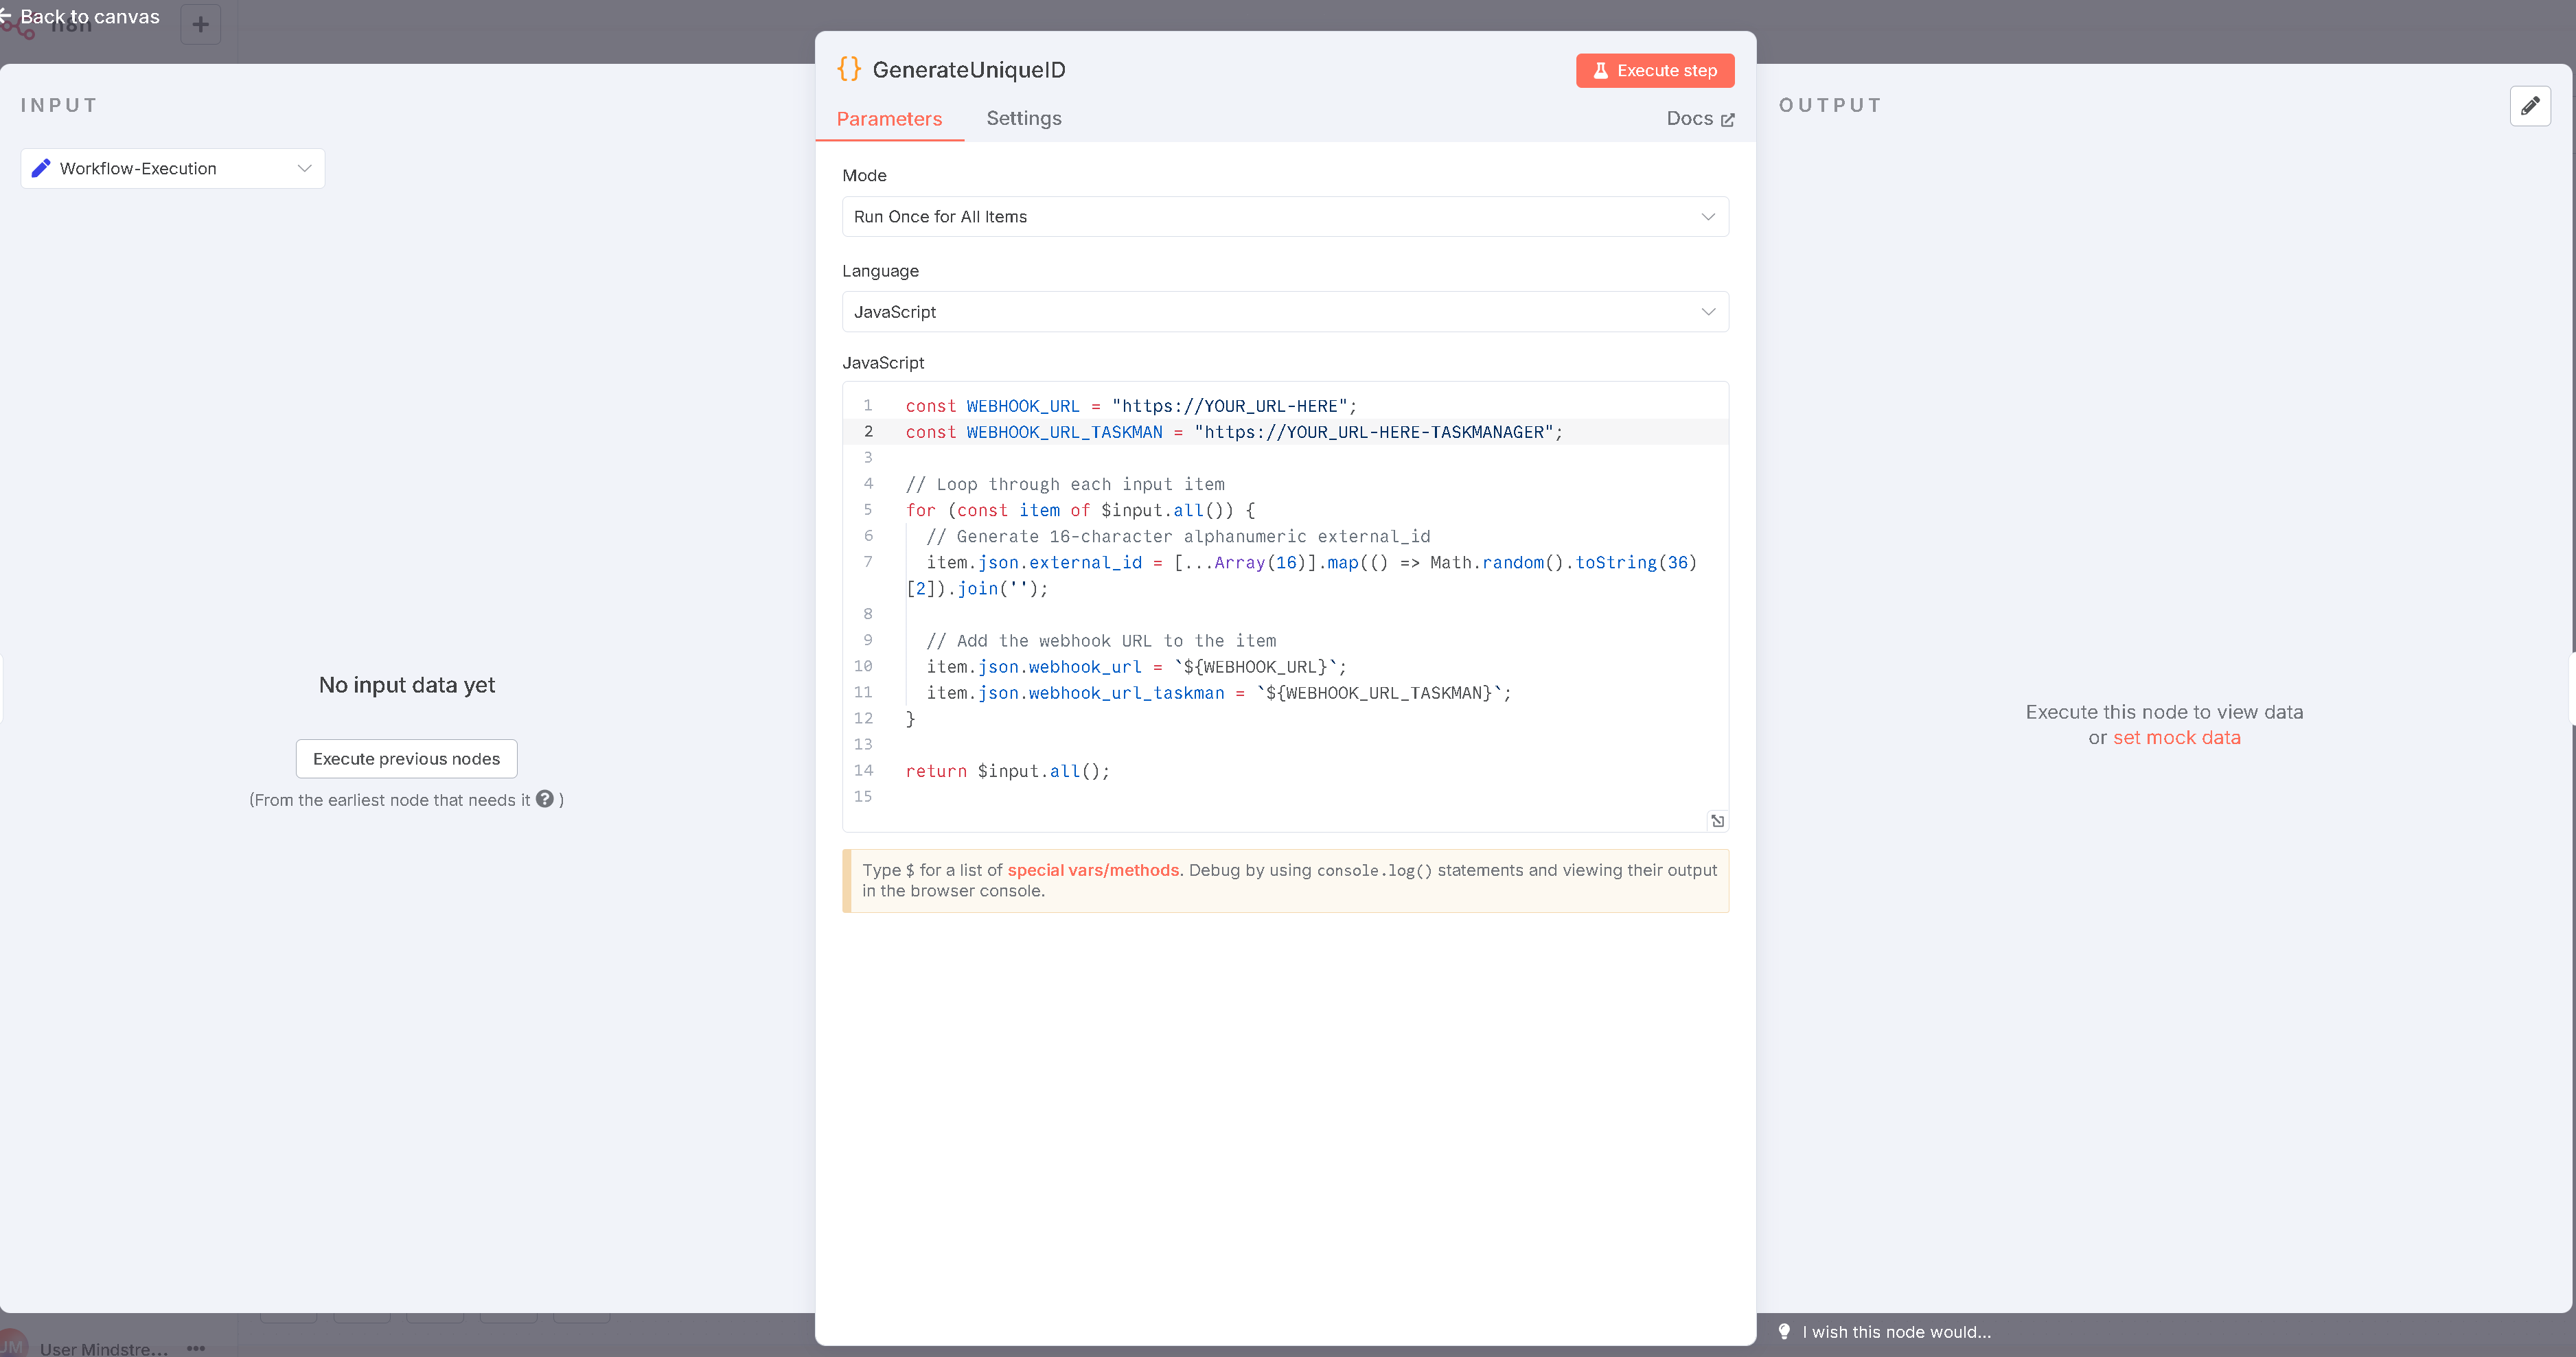 Back to canvas
n8n
INPUT
Workflow-Execution
No input data yet
Execute previous nodes
(From the earliest node that needs it ? )
GenerateUniqueID
Execute step
Parameters
Settings
Docs
Mode
Run Once for All Items
Language
JavaScript
JavaScript
1 const WEBHOOK_URL = "https://YOUR_URL-HERE";
2 const WEBHOOK_URL_TASKMAN = "https://YOUR_URL-HERE-TASKMANAGER";
3
4 // Loop through each input item
5 for (const item of $input.all()) {
6 // Generate 16-character alphanumeric external_id
7 item.json.external_id = [...Array(16)].map(() => Math.random().toString(36)
[2]).join('');
8
9 // Add the webhook URL to the item
10 item.json.webhook_url = `${WEBHOOK_URL}`;
11 item.json.webhook_url_taskman = `${WEBHOOK_URL_TASKMAN}`;
12 }
13
14 return $input.all();
15
Type $ for a list of special vars/methods. Debug by using console.log() statements and viewing their output
in the browser console.
OUTPUT
Execute this node to view data
or set mock data
I wish this node would...
UM
User Mindstre...